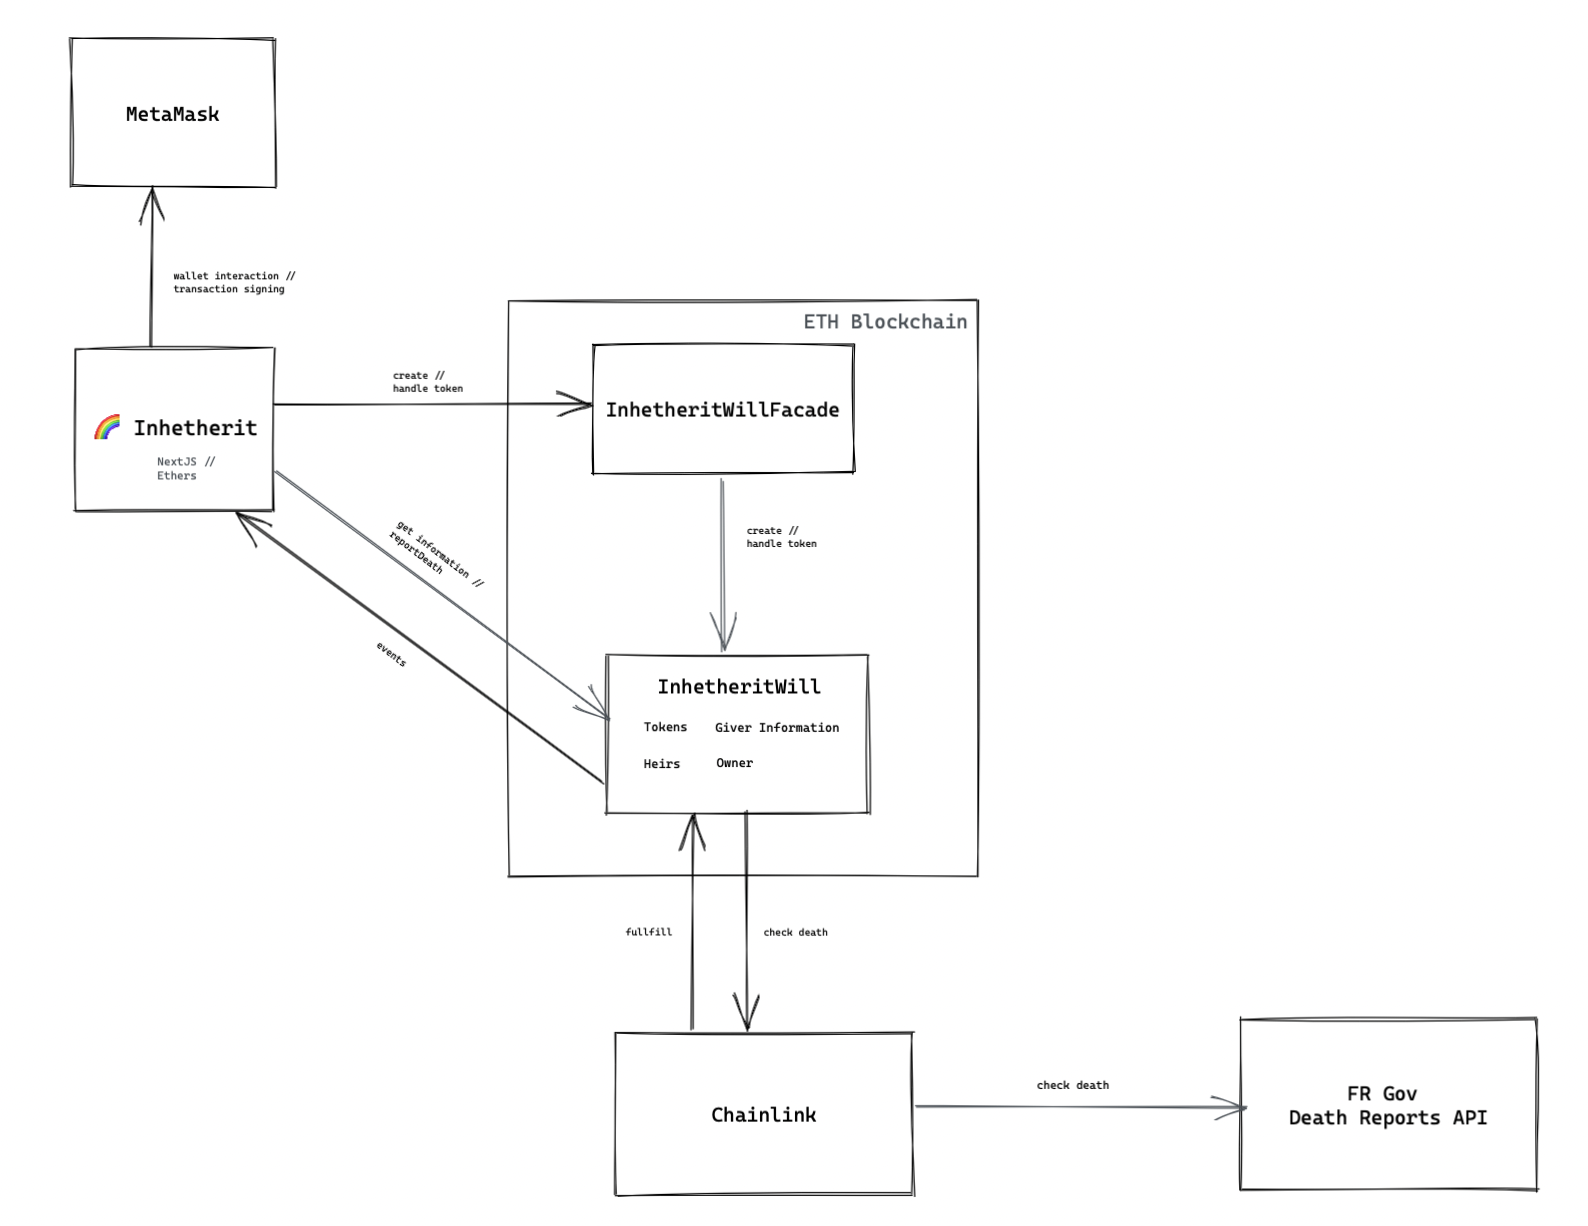 MetaMask
wallet interaction //
transaction signing
ETH Blockchain
create //
handle token
InhetheritWillFacade
Inhetherit
NextJS //
Ethers
get information //
reportDeath
create //
handle token
events
InhetheritWill
Tokens Giver Information
Heirs Owner
fullfill check death
check death
FR Gov
Death Reports API
Chainlink